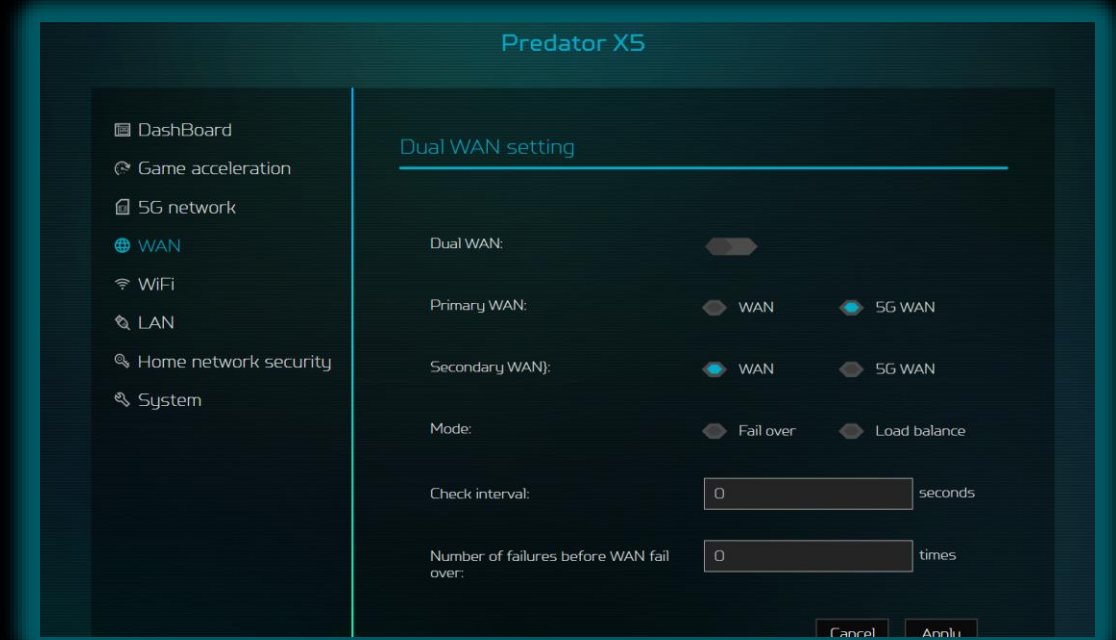 Predator X5
DashBoard
Game acceleration
5G network
WAN
WiFi
LAN
Home network security
System
Dual WAN setting
Dual WAN:
Primary WAN: WAN 5G WAN
Secondary WAN}: WAN 5G WAN
Mode: Fail over Load balance
Check interval: 0 seconds
Number of failures before WAN fail 0 times
over:
Cancel Apply